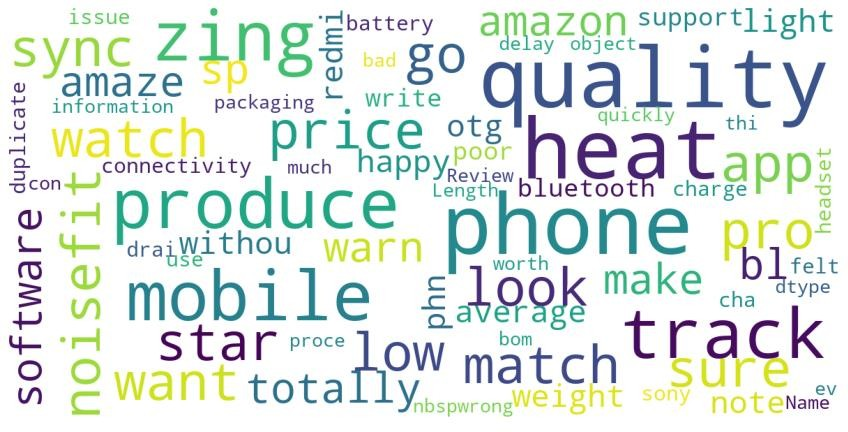 issue
zing
redmi
battery
amazon
support
light
sync
amaze
sp
bad
go
delay
object
quality
duplicate
information
packaging
write
quickly
watch
price
otg
heat
thi
con
connectivity
much
happy
poor
Review
Length
bluetooth
charge
app
headset
software
noisefit
produce
phone
pro
drai
withou
use
warn
worth
look
make
bl
felt
dtype
mobile
phn
average
cha
star
proce
low
bom
match
track
want
totally
nbspwrong
weight
sony
sure
note
Name
ev